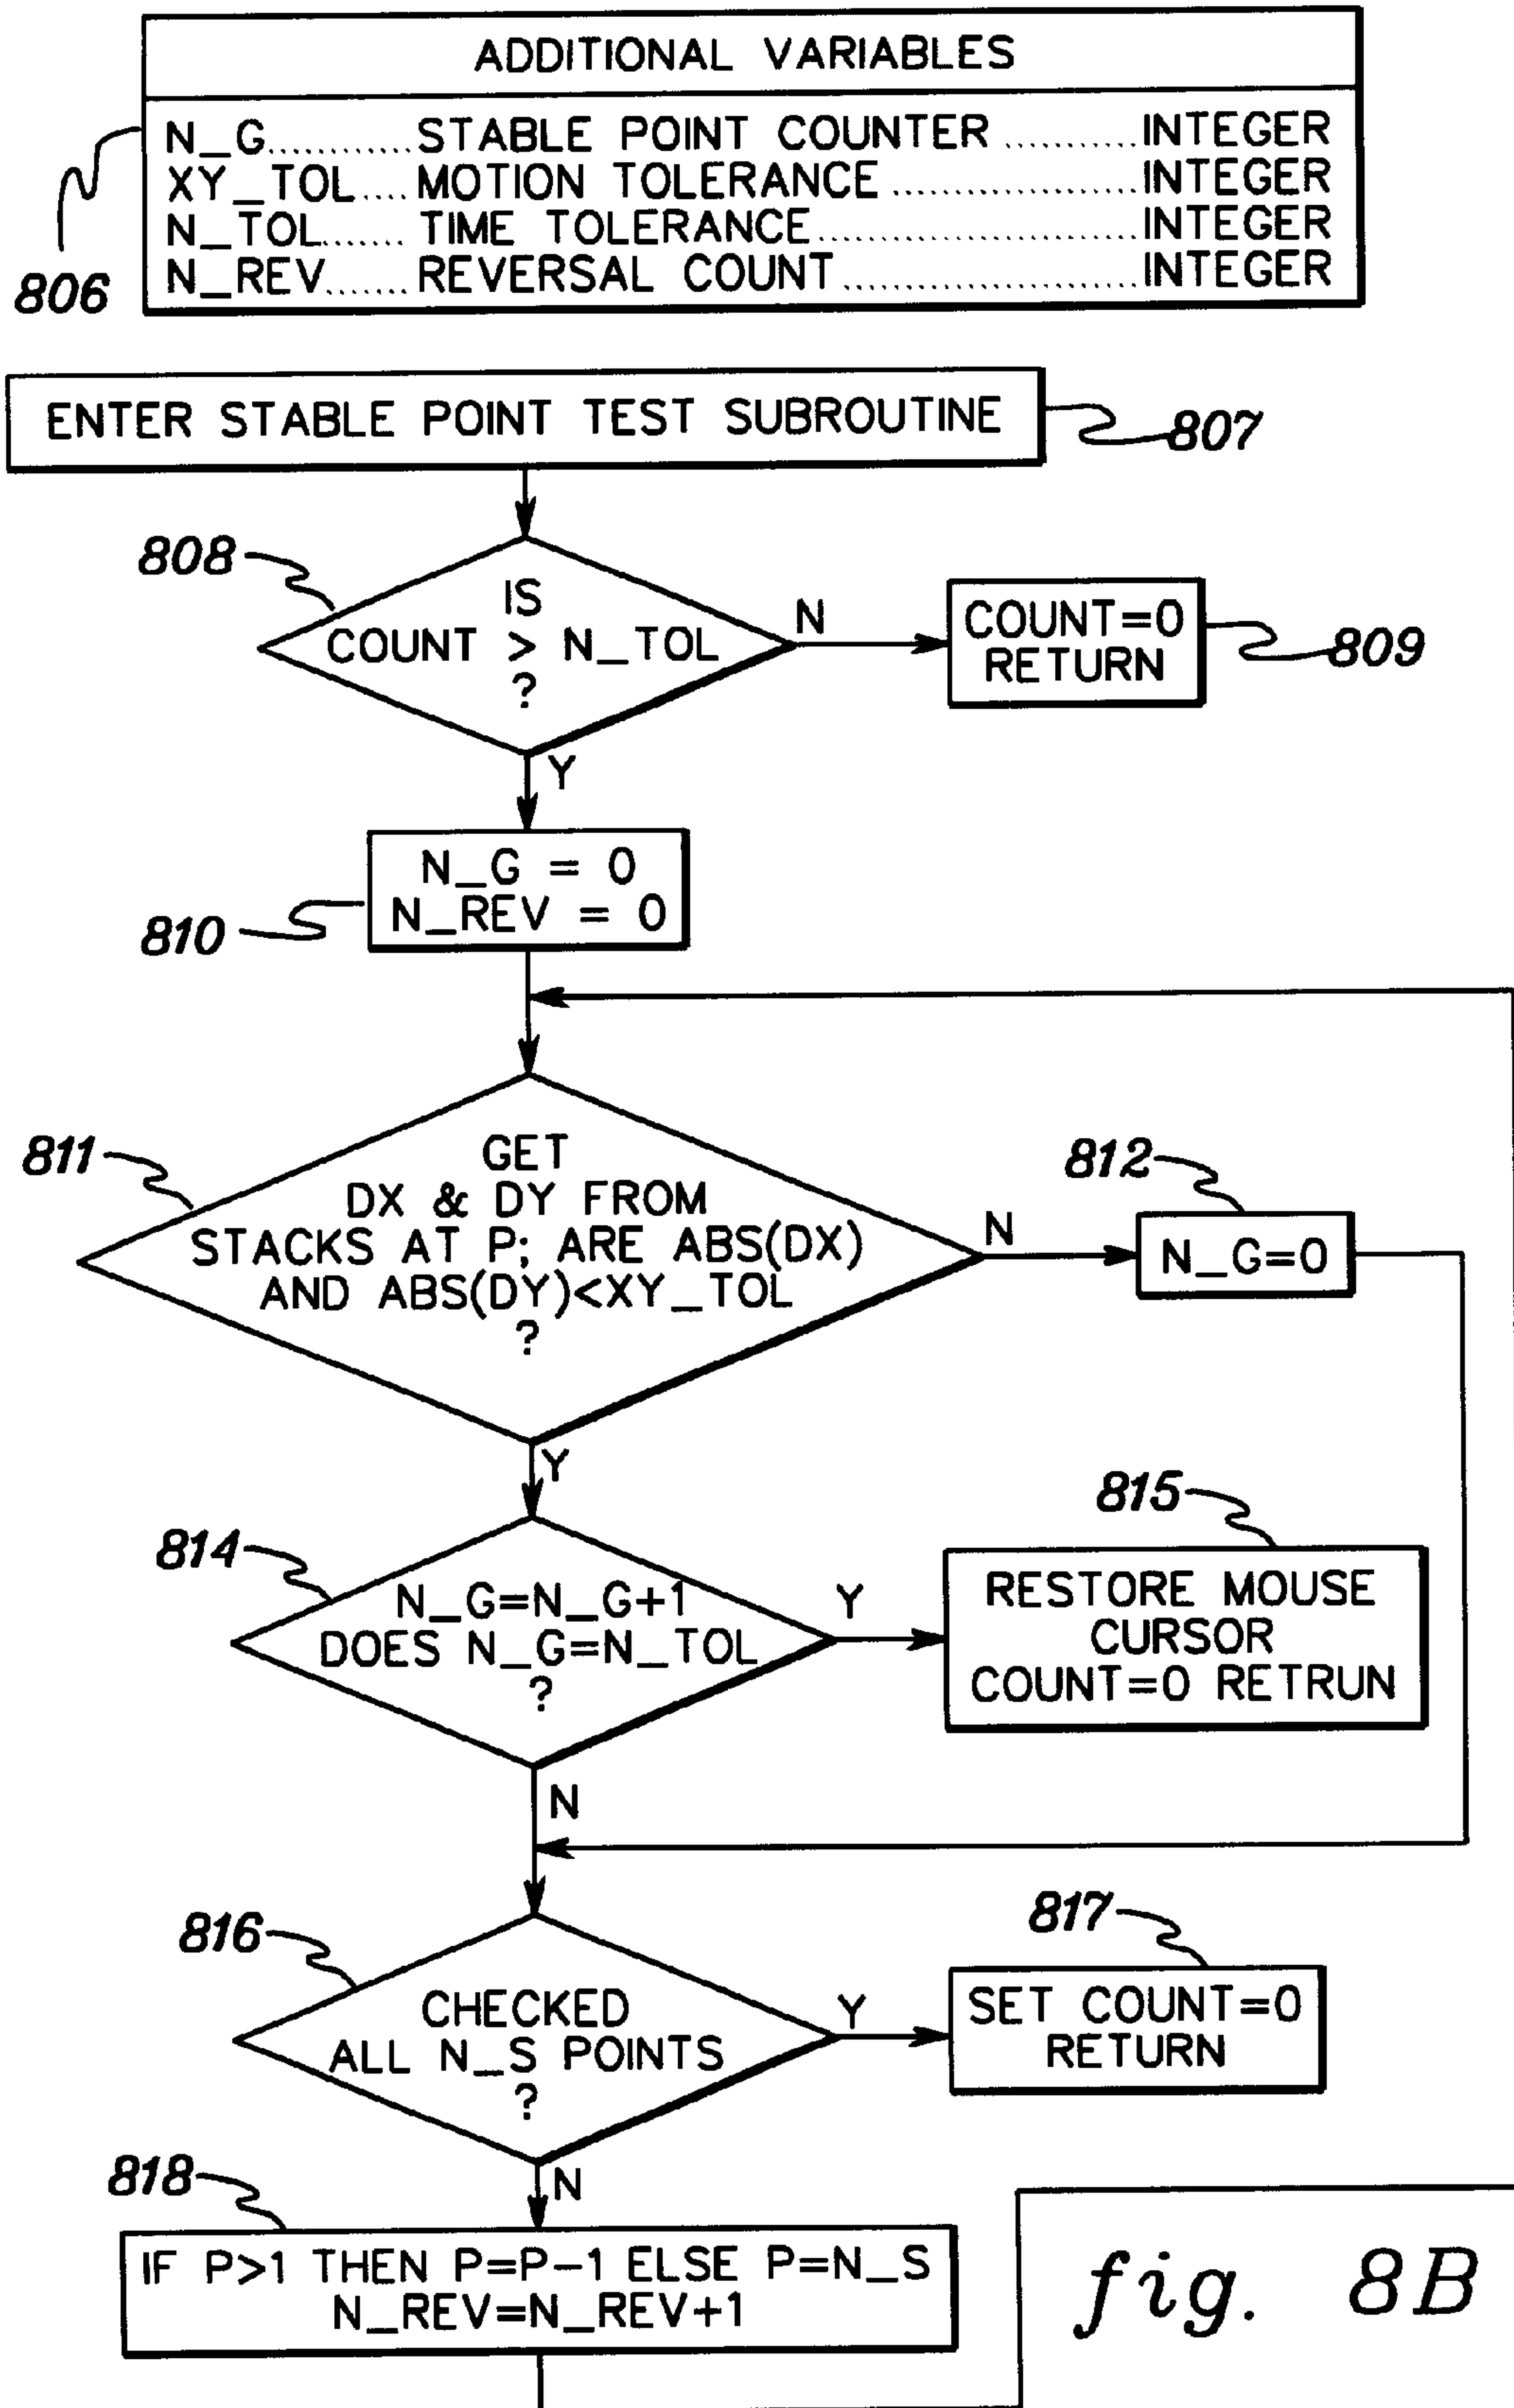 ADDITIONAL VARIABLES
N_G...........STABLE POINT COUNTER..........INTEGER
XY_TOL....MOTION TOLERANCE...................INTEGER
N_TOL.......TIME TOLERANCE.........................INTEGER
N_REV......REVERSAL COUNT.......................INTEGER
806
ENTER STABLE POINT TEST SUBROUTINE
807
808
IS
COUNT > N_TOL
?
N
COUNT=0
RETURN
809
Y
N_G = 0
N_REV = 0
810
811
GET
DX & DY FROM
STACKS AT P; ARE ABS(DX)
AND ABS(DY)<XY_TOL
?
N
812
N_G=0
Y
814
N_G=N_G+1
DOES N_G=N_TOL
?
Y
815
RESTORE MOUSE
CURSOR
COUNT=0 RETRUN
N
816
CHECKED
ALL N_S POINTS
?
Y
817
SET COUNT=0
RETURN
N
818
IF P>1 THEN P=P-1 ELSE P=N_S
N_REV=N_REV+1
fig. 8B